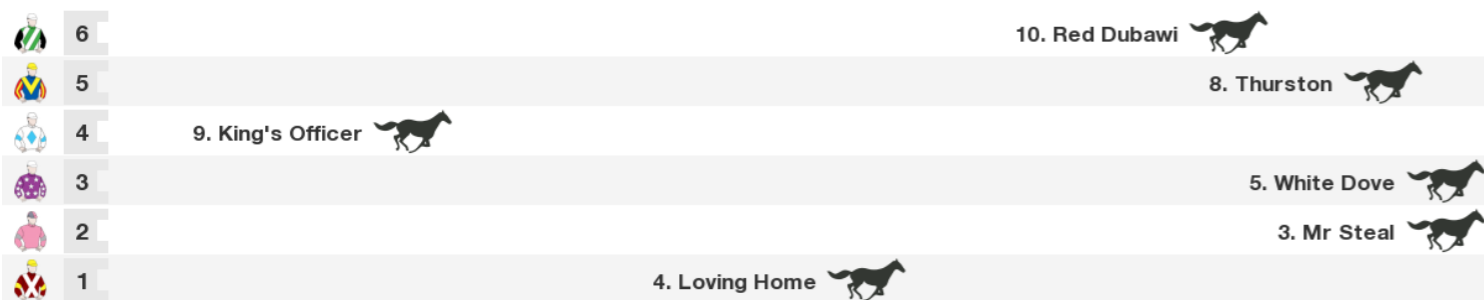 6 10. Red Dubawi
5 8. Thurston
4 9. King's Officer
3 5. White Dove
2 3. Mr Steal
1 4. Loving Home